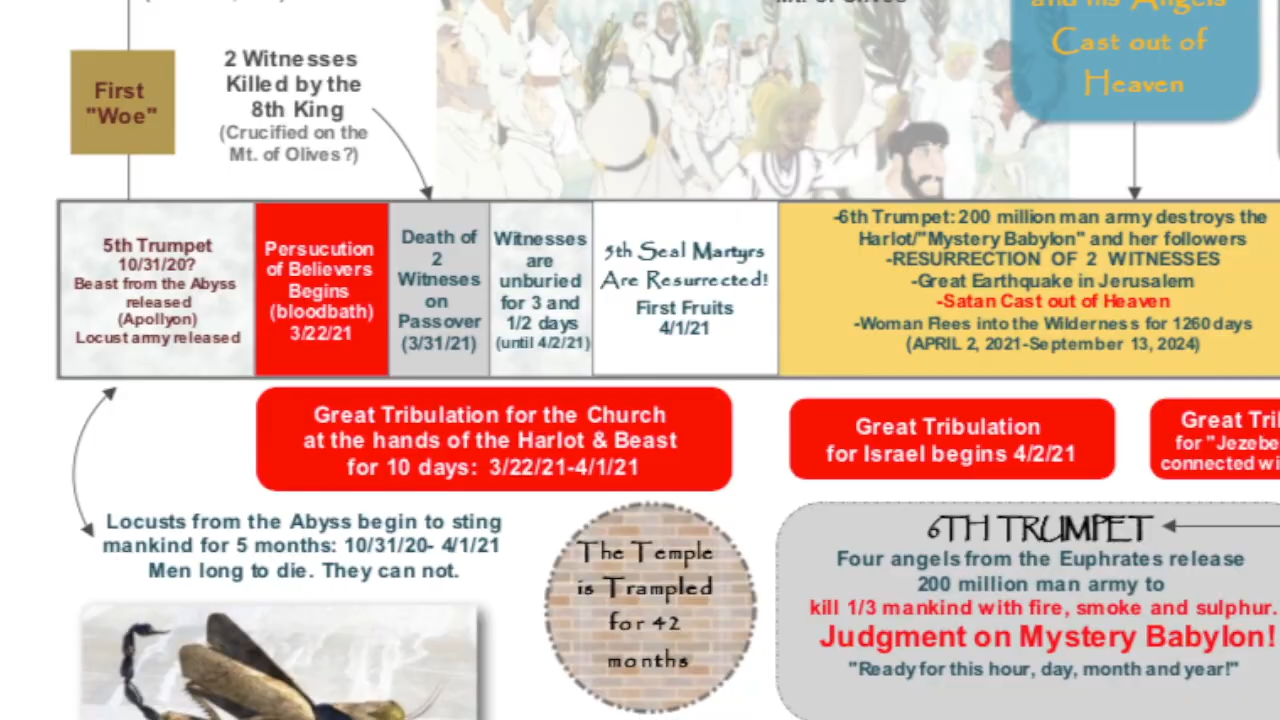 Mt. of Olives
and his Angels
Cast out of
Heaven
First
"Woe"
2 Witnesses
Killed by the
8th King
(Crucified on the
Mt. of Olives?)
5th Trumpet
10/31/20?
Beast from the Abyss
released
(Apollyon)
Locust army released
Persucution
of Believers
Begins
(bloodbath)
3/22/21
Death of
2
Witneses
on
Passover
(3/31/21)
Witnesses
are
unburied
for 3 and
1/2 days
(until 4/2/21)
5th Seal Martyrs
Are Resurrected!
First Fruits
4/1/21
-6th Trumpet: 200 million man army destroys the
Harlot/"Mystery Babylon" and her followers
-RESURRECTION OF 2 WITNESSES
-Great Earthquake in Jerusalem
-Satan Cast out of Heaven
-Woman Flees into the Wilderness for 1260 days
(APRIL 2, 2021-September 13, 2024)
Great Tribulation for the Church
at the hands of the Harlot & Beast
for 10 days: 3/22/21-4/1/21
Great Tribulation
for Israel begins 4/2/21
Great
for
connected
Locusts from the Abyss begin to sting
mankind for 5 months: 10/31/20- 4/1/21
Men long to die. They can not.
The Temple
is Trampled
for 42
months
6TH TRUMPET
Four angels from the Euphrates release
200 million man army to
kill 1/3 mankind with fire, smoke and sulphur.
Judgment on Mystery Babylon!
"Ready for this hour, day, month and year!"